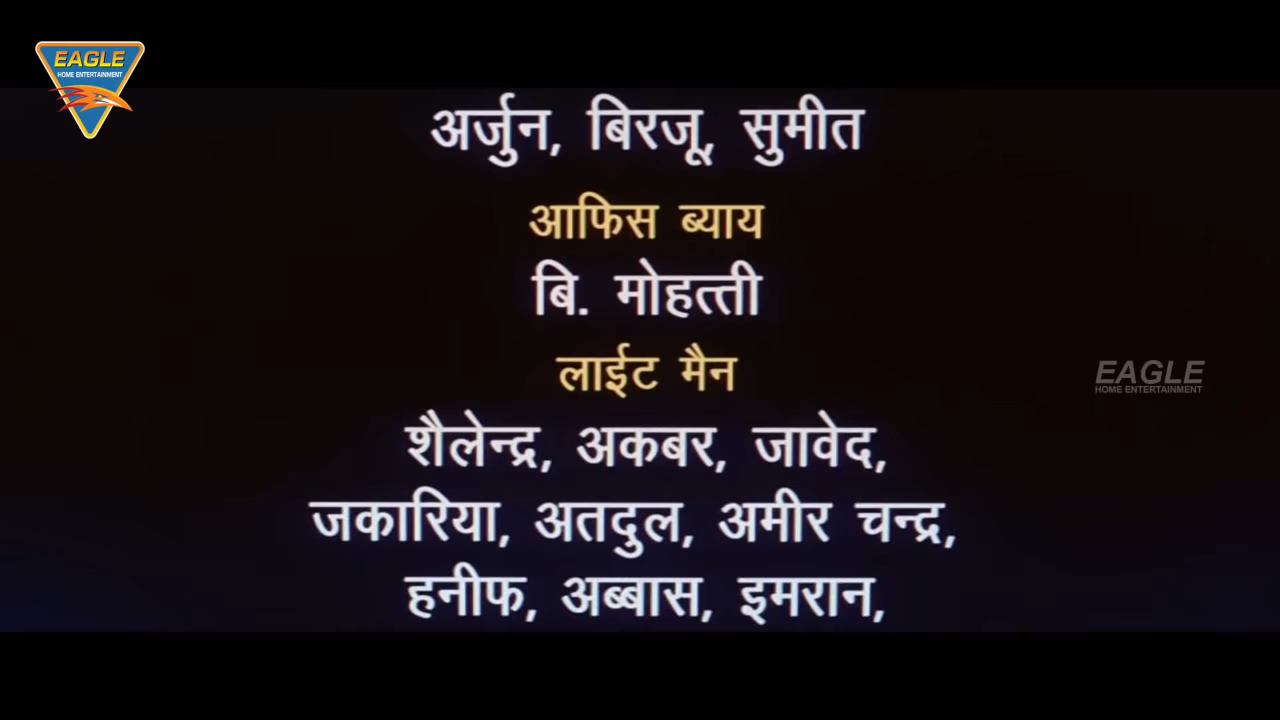 EAGLE
HOME ENTERTAINMENT
अर्जुन, बिरजू, सुमीत
आफिस ब्याय
बि. मोहत्ती
लाईट मैन
EAGLE
HOME ENTERTAINMENT
शैलेन्द्र, अकबर, जावेद,
जकारिया, अतदुल, अमीर चन्द्र,
हनीफ, अब्बास, इमरान,